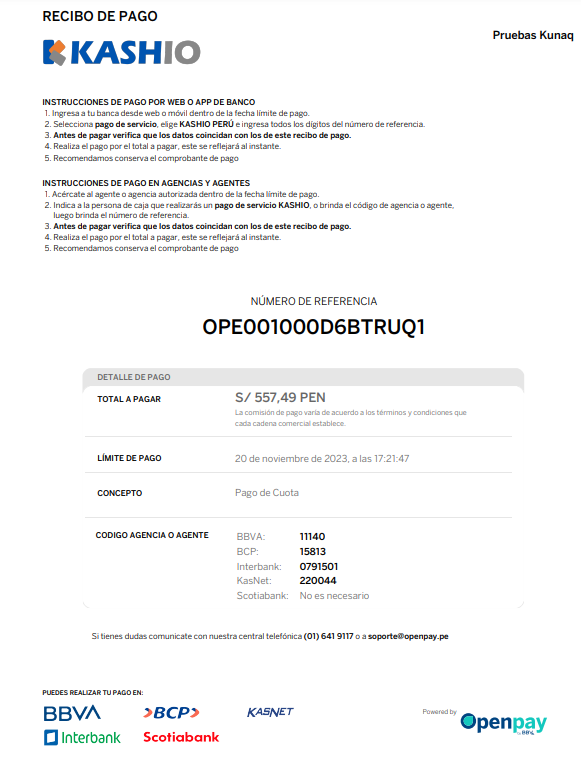 RECIBO DE PAGO
Pruebas Kunaq
KASHIO
INSTRUCCIONES DE PAGO POR WEB O APP DE BANCO
1. Ingresa a tu banca desde web o móvil dentro de la fecha límite de pago.
2. Selecciona pago de servicio, elige KASHIO PERÚ e ingresa todos los dígitos del número de referencia.
3. Antes de pagar verifica que los datos coincidan con los de este recibo de pago.
4. Realiza el pago por el total a pagar, este se reflejará al instante.
5. Recomendamos conserva el comprobante de pago
INSTRUCCIONES DE PAGO EN AGENCIAS Y AGENTES
1. Acércate al agente o agencia autorizada dentro de la fecha límite de pago.
2. Indica a la persona de caja que realizarás un pago de servicio KASHIO, o brinda el código de agencia o agente,
luego brinda el número de referencia.
3. Antes de pagar verifica que los datos coincidan con los de este recibo de pago.
4. Realiza el pago por el total a pagar, este se reflejará al instante.
5. Recomendamos conserva el comprobante de pago
NÚMERO DE REFERENCIA
OPE001000D6BTRUQ1
DETALLE DE PAGO
TOTAL A PAGAR S/ 557,49 PEN
La comisión de pago varía de acuerdo a los términos y condiciones que
cada cadena comercial establece.
LÍMITE DE PAGO 20 de noviembre de 2023, a las 17:21:47
CONCEPTO Pago de Cuota
CODIGO AGENCIA O AGENTE BBVA: 11140
BCP: 15813
Interbank: 0791501
KasNet: 220044
Scotiabank: No es necesario
Si tienes dudas comunicate con nuestra central telefónica (01) 641 9117 o a soporte@openpay.pe
PUEDES REALIZAR TU PAGO EN:
BBVA BCP KASNET
Interbank Scotiabank
Powered by Openpay
by BBVA